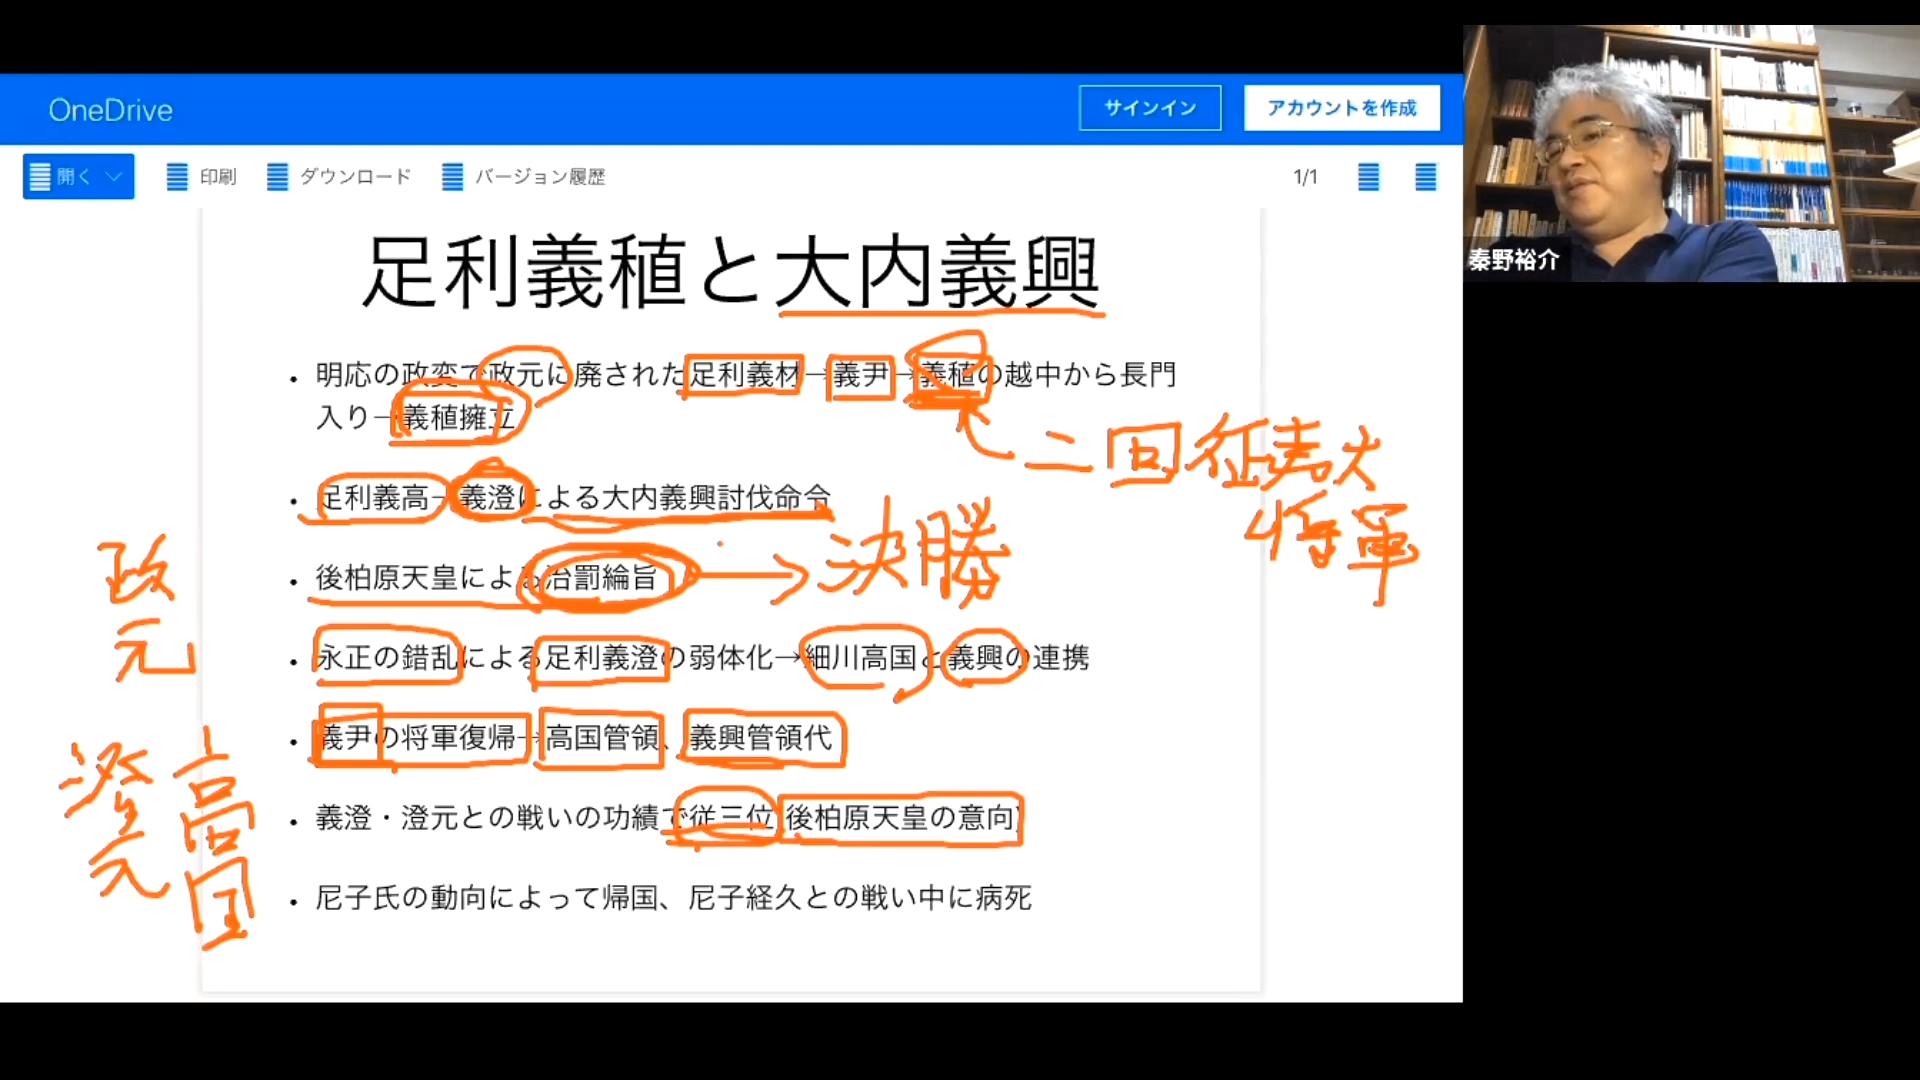 OneDrive
サインイン
アカウントを作成
開く
印刷
ダウンロード
バージョン履歴
1/1
秦野裕介
足利義稙と大内義興
・明応の政変で政元に廃された足利義材→義尹→義稙の越中から長門
入り→義稙擁立
二回征夷大
将軍
・足利義高→義澄による大内義興討伐命令
・後柏原天皇による治罰綸旨
→決勝
政
元
・永正の錯乱による足利義澄の弱体化→細川高国と義興の連携
・義尹の将軍復帰→高国管領、義興管領代
・義澄・澄元との戦いの功績で従三位(後柏原天皇の意向)
澄
元
高
国
・尼子氏の動向によって帰国、尼子経久との戦い中に病死